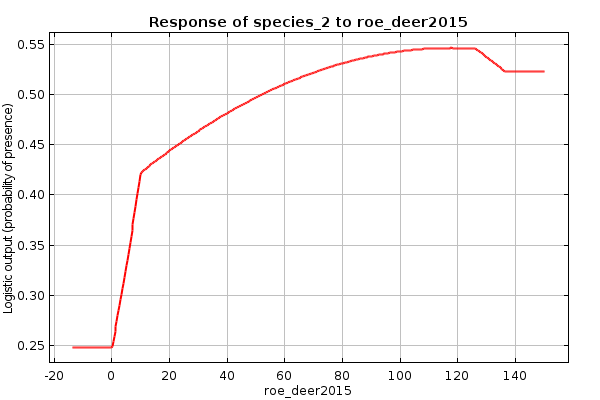 Response of species_2 to roe_deer2015
Logistic output (probability of presence)
0.55
0.50
0.45
0.40
0.35
0.30
0.25
-20 0 20 40 60 80 100 120 140
roe_deer2015